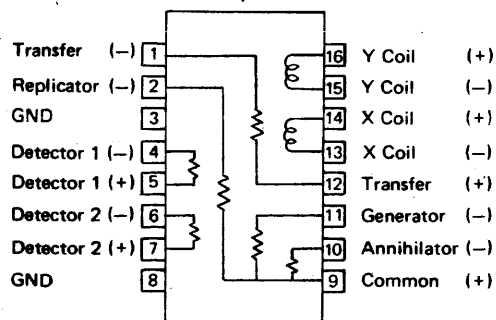 Transfer (−) 1
Replicator (−) 2
GND 3
Detector 1 (−) 4
Detector 1 (+) 5
Detector 2 (−) 6
Detector 2 (+) 7
GND 8
16 Y Coil (+)
15 Y Coil (−)
14 X Coil (+)
13 X Coil (−)
12 Transfer (+)
11 Generator (−)
10 Annihilator (−)
9 Common (+)